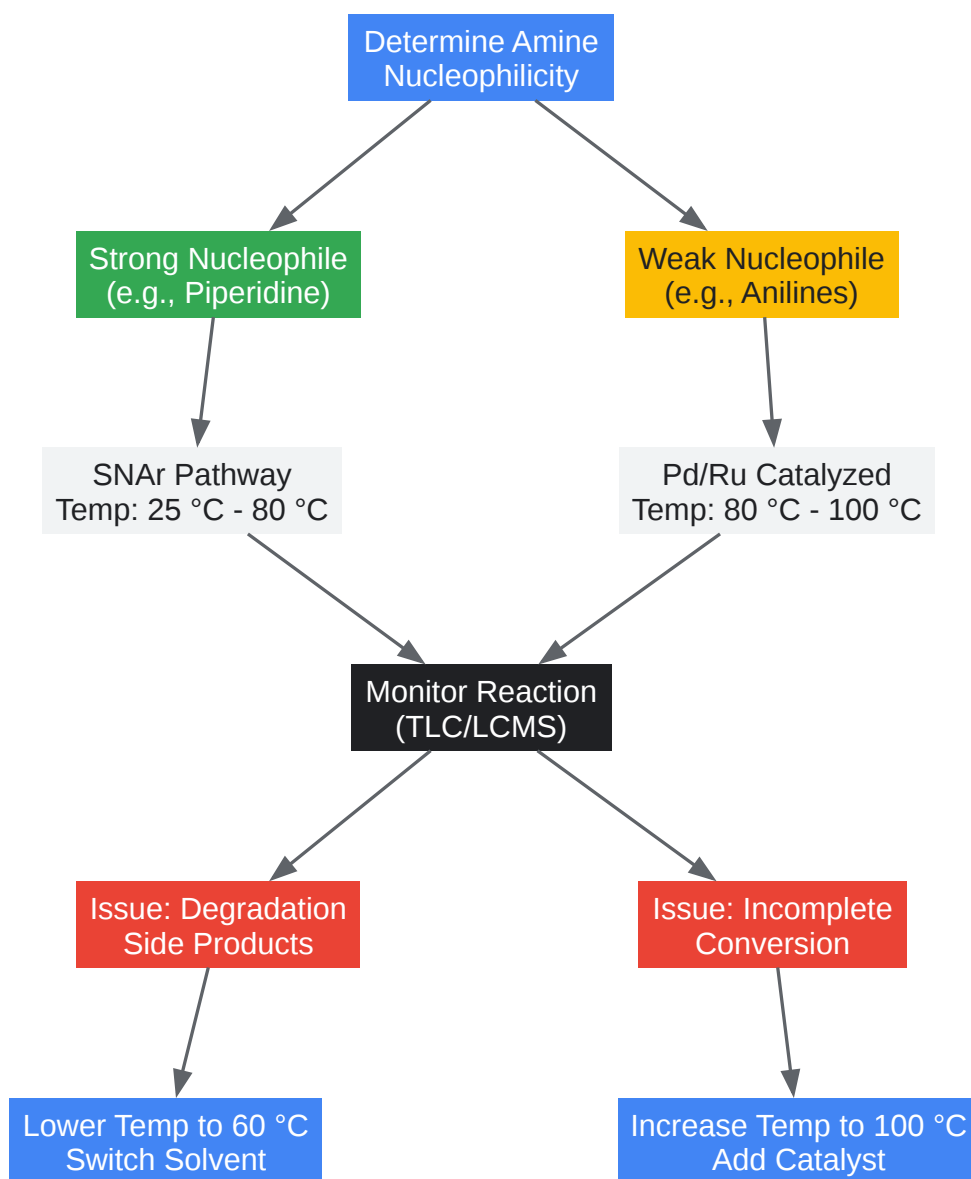 Determine Amine
Nucleophilicity
Strong Nucleophile
(e.g., Piperidine)
Weak Nucleophile
(e.g., Anilines)
SNAr Pathway
Temp: 25 °C - 80 °C
Pd/Ru Catalyzed
Temp: 80 °C - 100 °C
Monitor Reaction
(TLC/LCMS)
Issue: Degradation
Side Products
Issue: Incomplete
Conversion
Lower Temp to 60 °C
Switch Solvent
Increase Temp to 100 °C
Add Catalyst